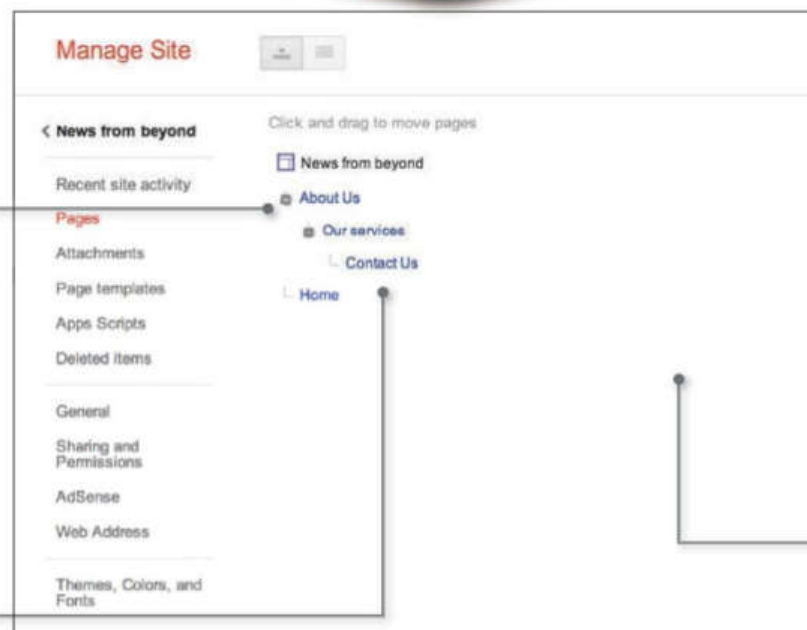 Manage Site
< News from beyond
Recent site activity
Pages
Attachments
Page templates
Apps Scripts
Deleted items
General
Sharing and
Permissions
AdSense
Web Address
Themes, Colors, and
Fonts
Click and drag to move pages
News from beyond
About Us
Our services
Contact Us
Home